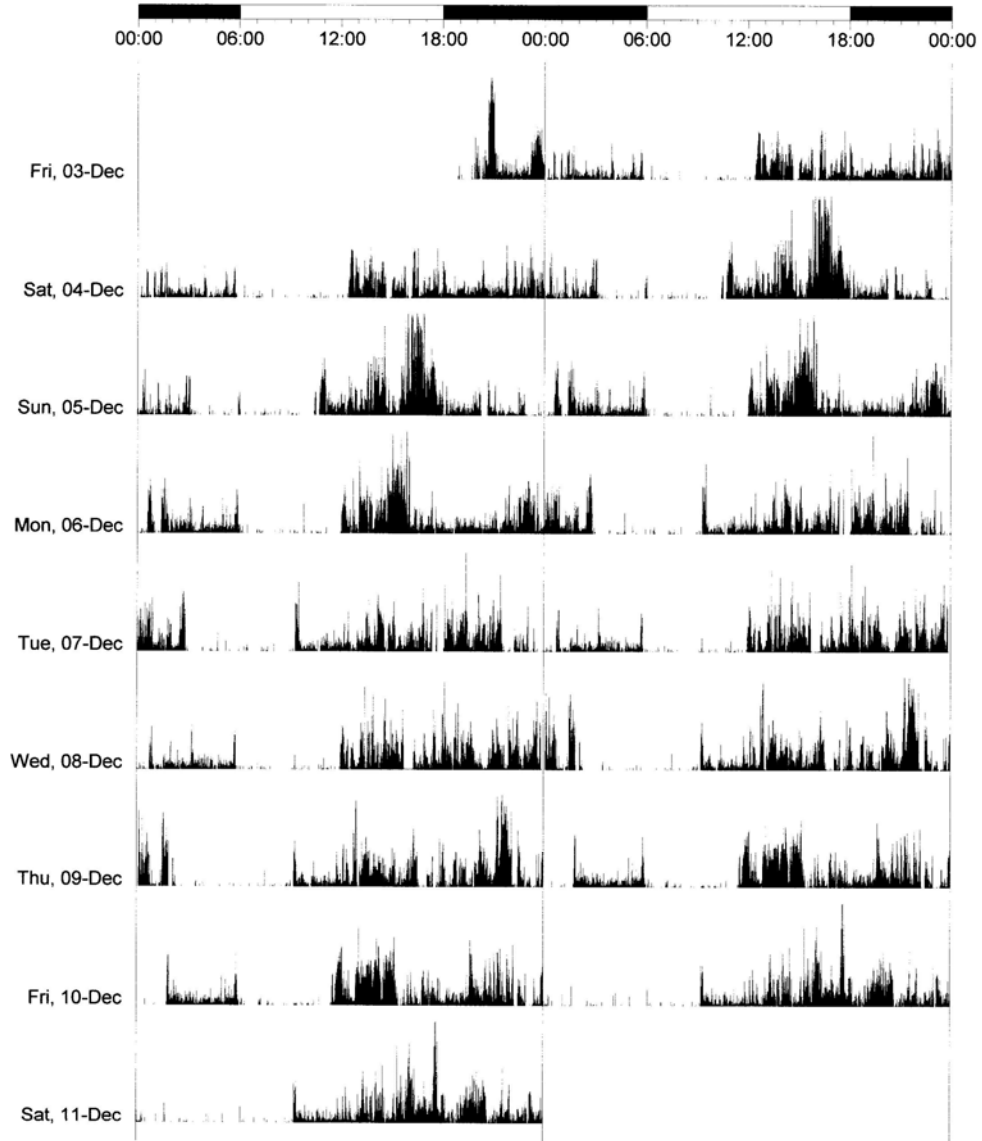 00:00 06:00 12:00 18:00 00:00 06:00 12:00 18:00 00:00
Fri, 03-Dec
Sat, 04-Dec
Sun, 05-Dec
Mon, 06-Dec
Tue, 07-Dec
Wed, 08-Dec
Thu, 09-Dec
Fri, 10-Dec
Sat, 11-Dec